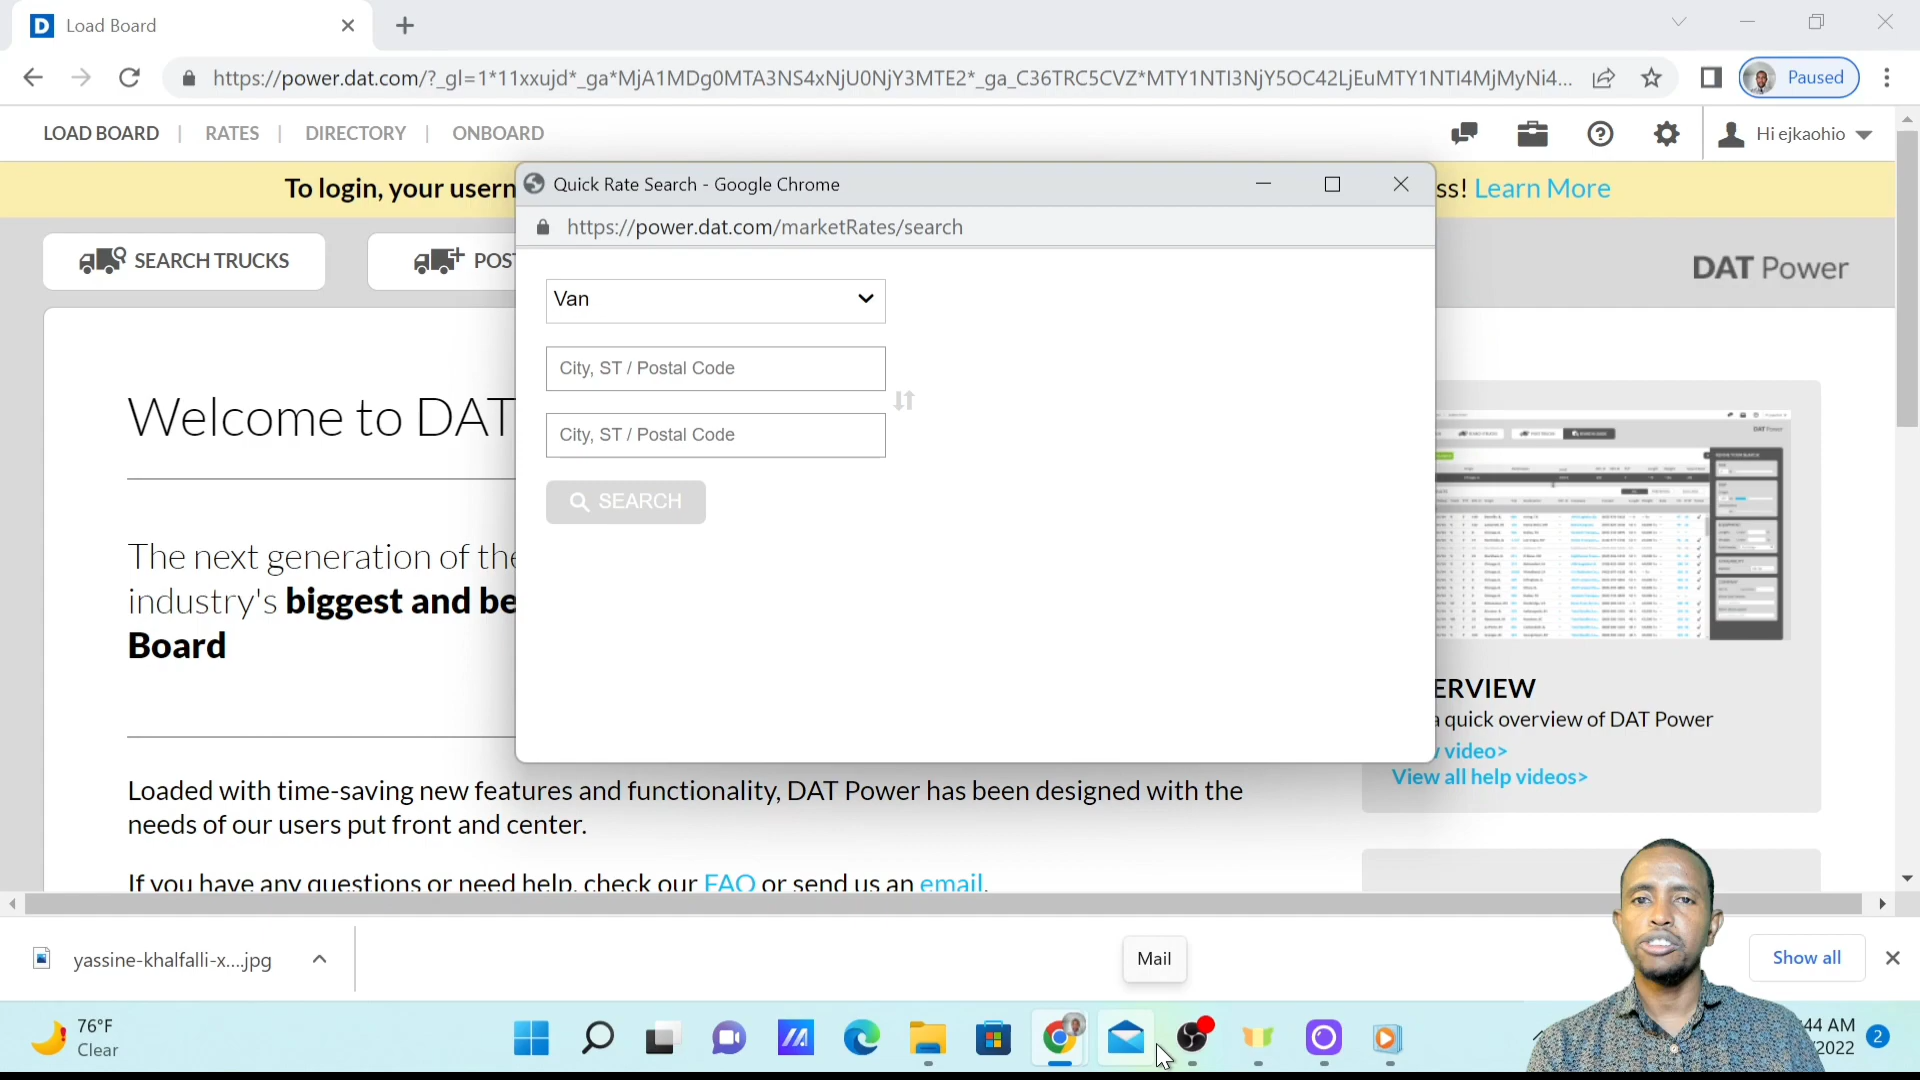 D Load Board
https://power.dat.com/?_gl=1*11xxujd*_ga*MjA1MDg0MTA3NS4xNjU0NjY3MTE2*_ga_C36TRC5CVZ*MTY1NTI3NjY5OC42LjEuMTY1NTI4MjMyNi4... Paused
LOAD BOARD | RATES | DIRECTORY | ONBOARD
Hi ejkaohio
To login, your usern
ss! Learn More
Quick Rate Search - Google Chrome
https://power.dat.com/marketRates/search
SEARCH TRUCKS
POST
DAT Power
Van
City, ST / Postal Code
City, ST / Postal Code
SEARCH
Welcome to DAT
The next generation of the
industry's biggest and be
Board
ERVIEW
a quick overview of DAT Power
video>
View all help videos>
Loaded with time-saving new features and functionality, DAT Power has been designed with the
needs of our users put front and center.
If you have any questions or need help, check our FAQ or send us an email.
yassine-khalfalli-x....jpg
Mail
Show all
76°F
Clear
44 AM
2022
2